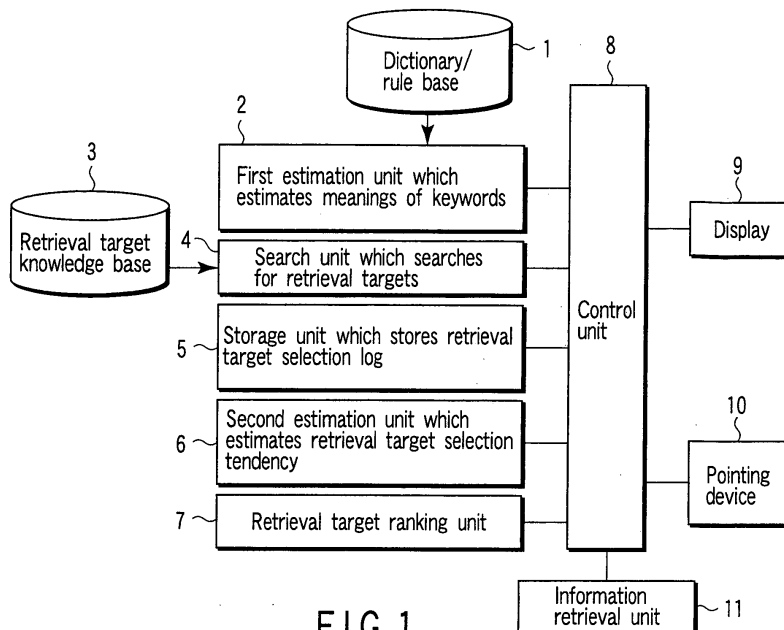 1
Dictionary/
rule base
8
2
First estimation unit which
estimates meanings of keywords
3
Retrieval target
knowledge base
4
Search unit which searches
for retrieval targets
9
Display
Control
unit
5
Storage unit which stores retrieval
target selection log
6
Second estimation unit which
estimates retrieval target selection
tendency
10
Pointing
device
7
Retrieval target ranking unit
Information
retrieval unit
11
FIG. 1